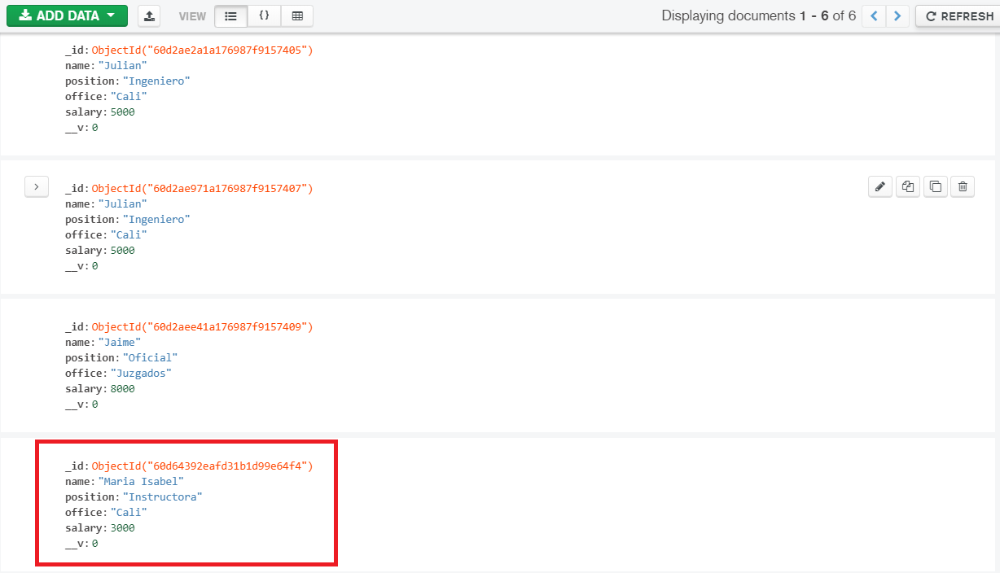 ADD DATA VIEW { } Displaying documents 1 - 6 of 6 REFRESH
_id: ObjectId("60d2ae2a1a176987f9157405")
name: "Julian"
position: "Ingeniero"
office: "Cali"
salary: 5000
__v: 0
_id: ObjectId("60d2ae971a176987f9157407")
name: "Julian"
position: "Ingeniero"
office: "Cali"
salary: 5000
__v: 0
_id: ObjectId("60d2aee41a176987f9157409")
name: "Jaime"
position: "Oficial"
office: "Juzgados"
salary: 8000
__v: 0
_id: ObjectId("60d64392eafd31b1d99e64f4")
name: "Maria Isabel"
position: "Instructora"
office: "Cali"
salary: 3000
__v: 0